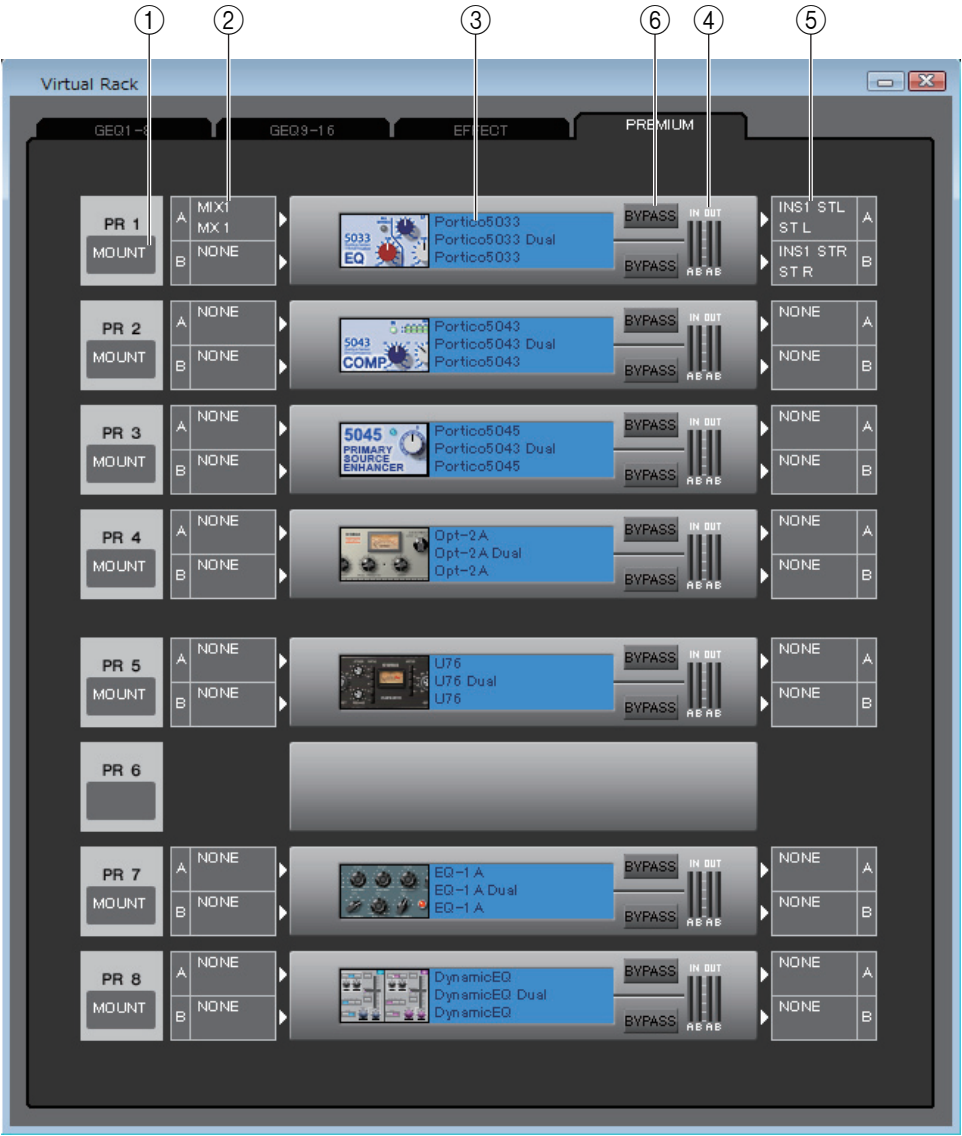 ① ② ③ ⑥ ④ ⑤
Virtual Rack
GEQ1-8 GEQ9-16 EFFECT PREMIUM
PR 1
MOUNT
A MIX1
MX 1
B NONE
5033
EQ
Portico5033
Portico5033 Dual
Portico5033
BYPASS
BYPASS
IN OUT
AB AB
INS1 STL A
ST L
INS1 STR B
ST R
PR 2
MOUNT
A NONE
B NONE
5043
COMP
Portico5043
Portico5043 Dual
Portico5043
BYPASS
BYPASS
IN OUT
AB AB
NONE A
NONE B
PR 3
MOUNT
A NONE
B NONE
5045
PRIMARY
SOURCE
ENHANCER
Portico5045
Portico5043 Dual
Portico5045
BYPASS
BYPASS
IN OUT
AB AB
NONE A
NONE B
PR 4
MOUNT
A NONE
B NONE
Opt-2A
Opt-2A Dual
Opt-2A
BYPASS
BYPASS
IN OUT
AB AB
NONE A
NONE B
PR 5
MOUNT
A NONE
B NONE
U76
U76 Dual
U76
BYPASS
BYPASS
IN OUT
AB AB
NONE A
NONE B
PR 6
PR 7
MOUNT
A NONE
B NONE
EQ-1A
EQ-1A Dual
EQ-1A
BYPASS
BYPASS
IN OUT
AB AB
NONE A
NONE B
PR 8
MOUNT
A NONE
B NONE
DynamicEQ
DynamicEQ Dual
DynamicEQ
BYPASS
BYPASS
IN OUT
AB AB
NONE A
NONE B